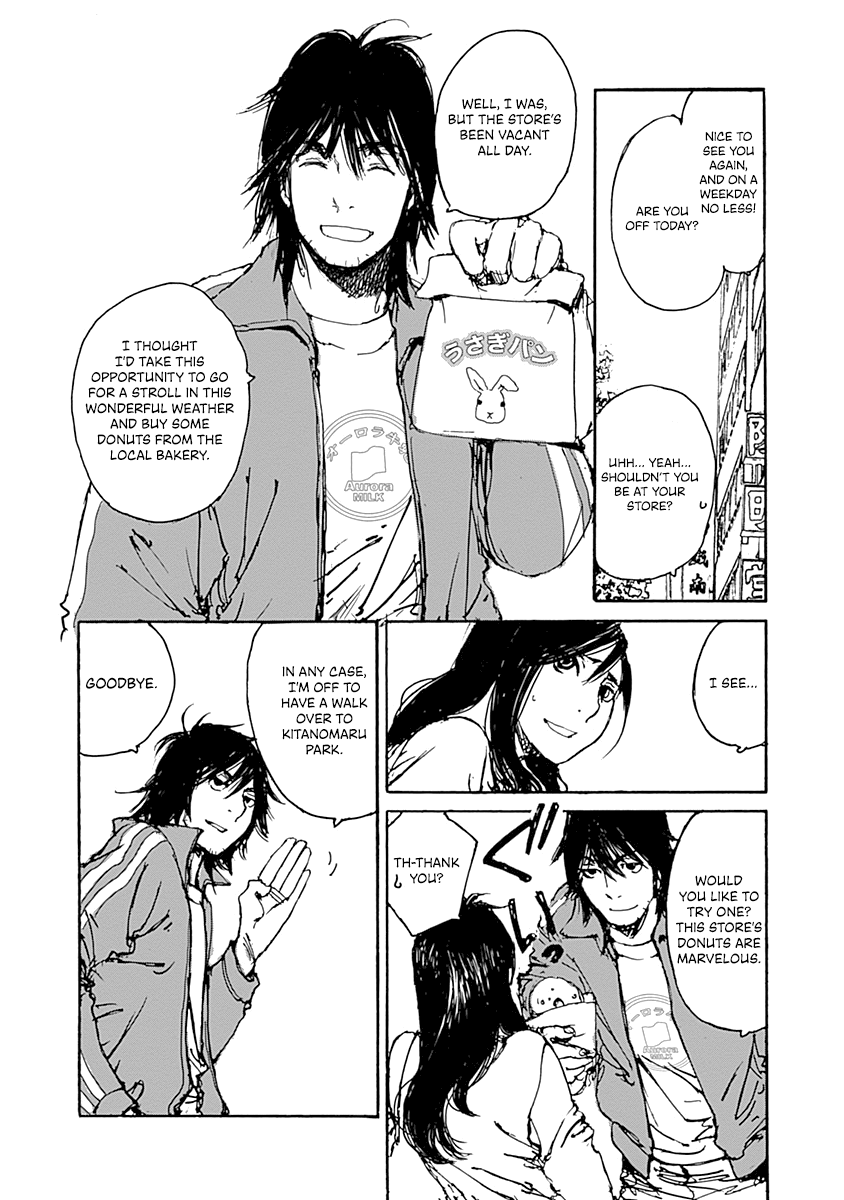 NICE TO
SEE YOU
AGAIN,
AND ON A
WEEKDAY
NO LESS!
ARE YOU
OFF TODAY?
UHH... YEAH...
SHOULDN'T YOU
BE AT YOUR
STORE?
WELL, I WAS,
BUT THE STORE'S
BEEN VACANT
ALL DAY.
うさぎパン
I THOUGHT
I'D TAKE THIS
OPPORTUNITY TO GO
FOR A STROLL IN THIS
WONDERFUL WEATHER
AND BUY SOME
DONUTS FROM THE
LOCAL BAKERY.
オーロラ牛乳
Aurora
MILK
I SEE...
WOULD
YOU LIKE TO
TRY ONE?
THIS STORE'S
DONUTS ARE
MARVELOUS.
TH-THANK
YOU?
Aurora
MILK
IN ANY CASE,
I'M OFF TO
HAVE A WALK
OVER TO
KITANOMARU
PARK.
GOODBYE.